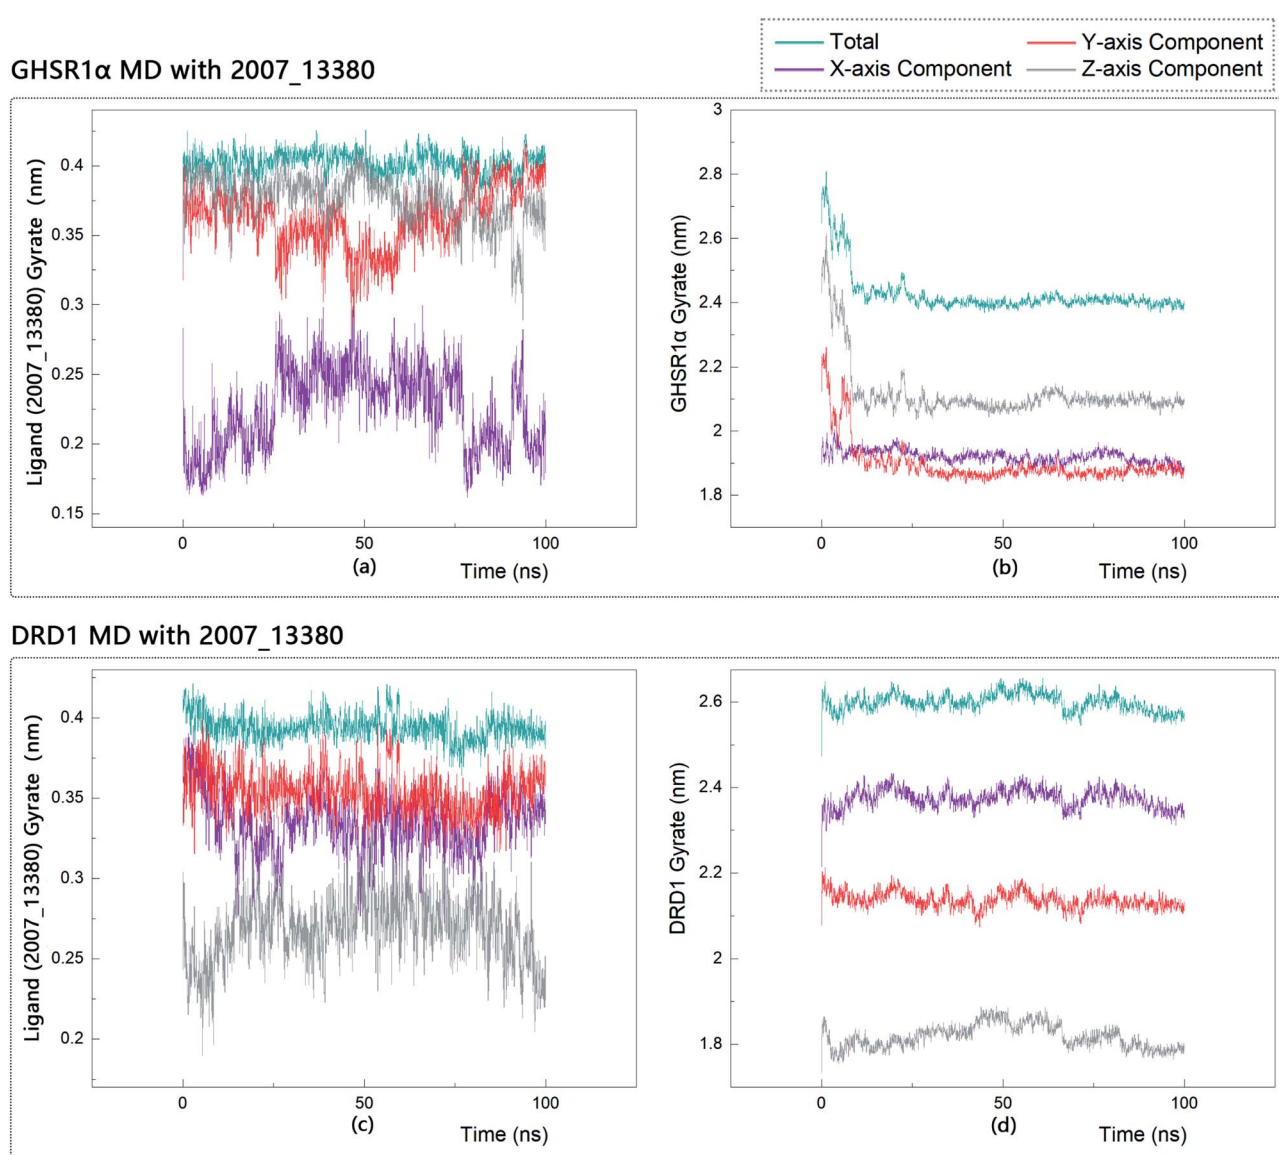 Total
Y-axis Component
X-axis Component
Z-axis Component
GHSR1α MD with 2007_13380
Ligand (2007_13380) Gyrate (nm)
0.4
0.35
0.3
0.25
0.2
0.15
0
50
100
(a)
Time (ns)
GHSR1α Gyrate (nm)
3
2.8
2.6
2.4
2.2
2
1.8
0
50
100
(b)
Time (ns)
DRD1 MD with 2007_13380
Ligand (2007_13380) Gyrate (nm)
0.4
0.35
0.3
0.25
0.2
0
50
100
(c)
Time (ns)
DRD1 Gyrate (nm)
2.6
2.4
2.2
2
1.8
0
50
100
(d)
Time (ns)